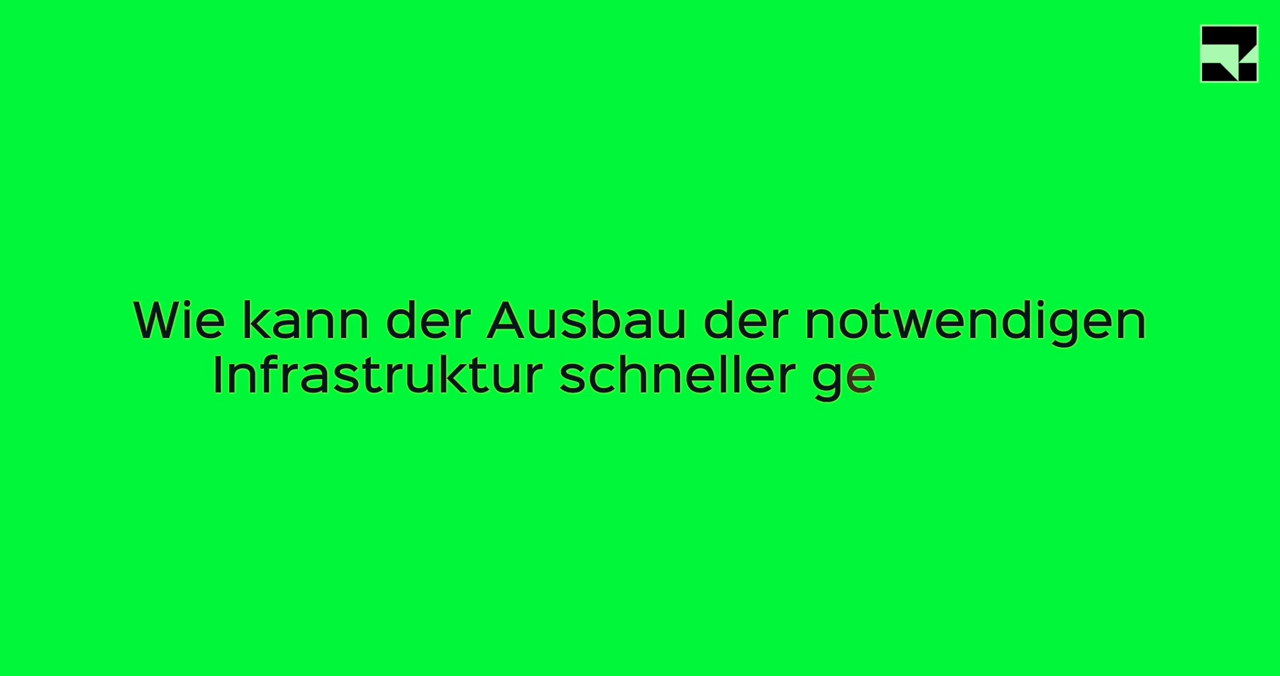 Wie kann der Ausbau der notwendigen
Infrastruktur schneller ge